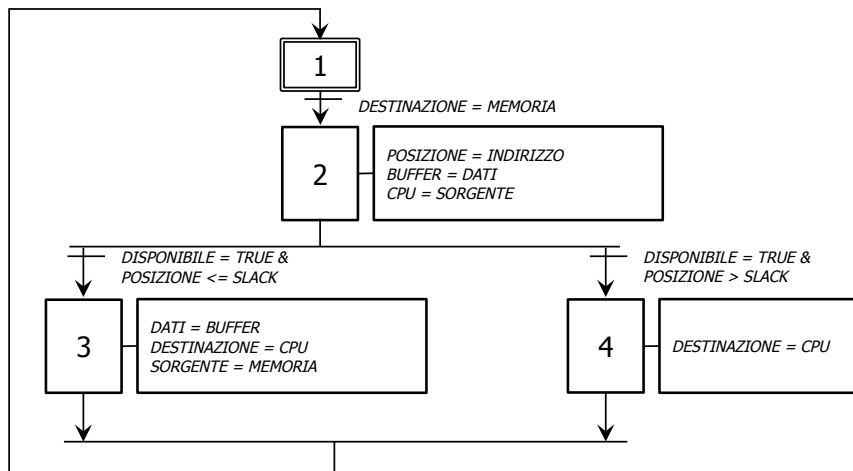 1
DESTINAZIONE = MEMORIA
2
POSIZIONE = INDIRIZZO
BUFFER = DATI
CPU = SORGENTE
DISPONIBILE = TRUE &
POSIZIONE <= SLACK
DISPONIBILE = TRUE &
POSIZIONE > SLACK
3
DATI = BUFFER
DESTINAZIONE = CPU
SORGENTE = MEMORIA
4
DESTINAZIONE = CPU